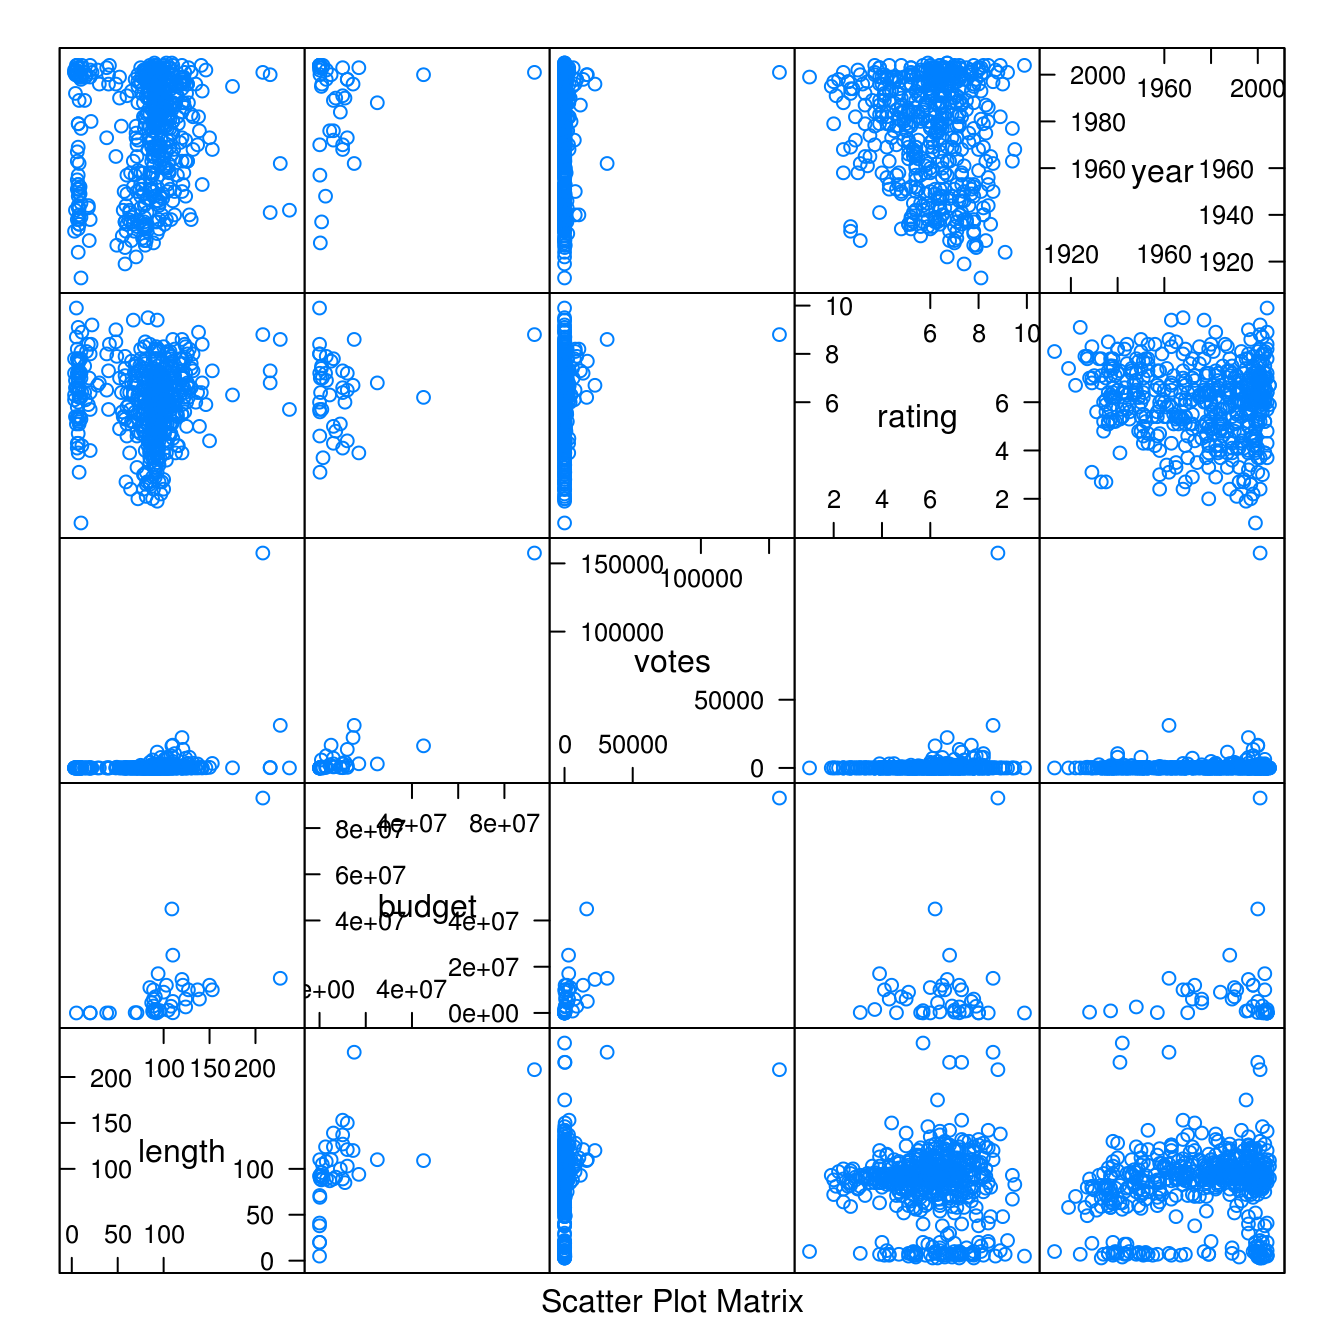 2000 1960 2000
1980
1960 year 1960
1940
1920 1960 1920
10 6 8 10
8
6 rating 6
4
2 4 6 2
150000 100000
100000
votes
50000
0 50000
0
8e+07 4e+07 8e+07
6e+07
budget
4e+07 4e+07
2e+07
e+00 4e+07
0e+00
200 100 150 200
150
length
100 100
50
0 50 100
0
Scatter Plot Matrix